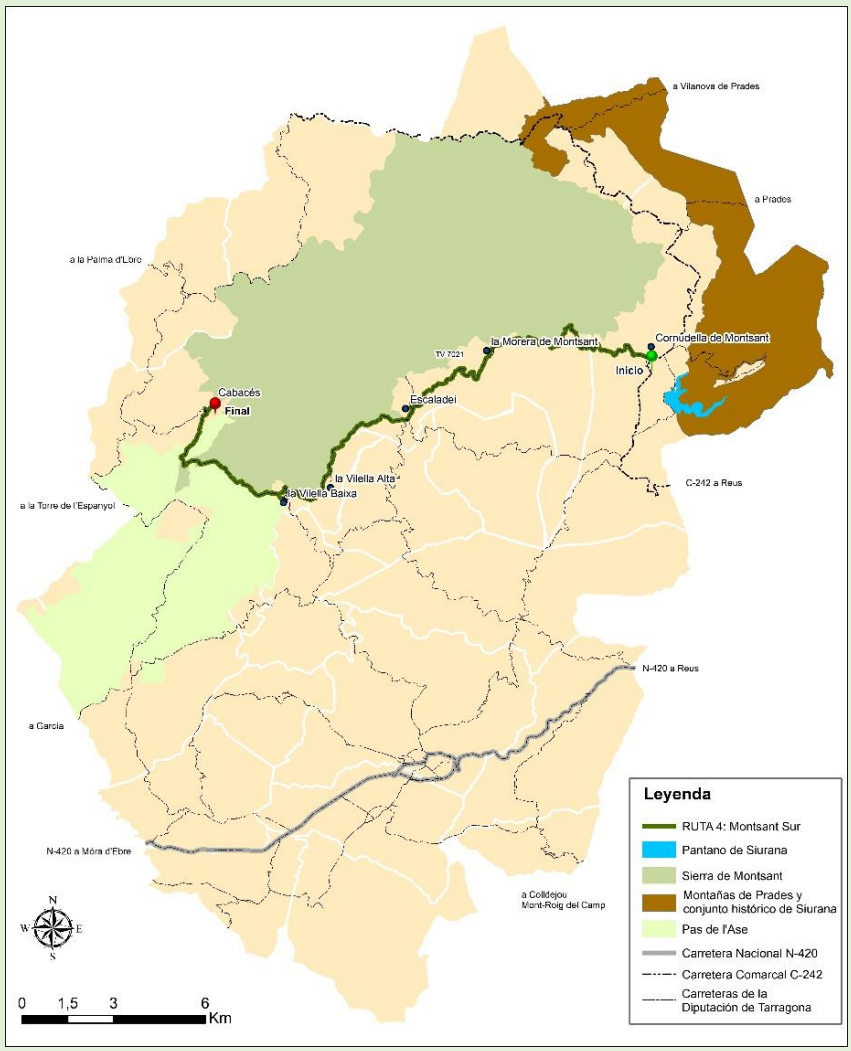 a Vilanova de Prades
a Prades
a la Palma d'Ebre
la Morera de Montsant
Cornudella de Montsant
TV 7021
Inicio
Cabacés
Final
Escaladei
la Vilella Alta
la Vilella Baixa
C-242 a Reus
a la Torre de l'Espanyol
N-420 a Reus
a Garcia
N-420 a Móra d'Ebre
a Colldejou
Mont-Roig del Camp
Leyenda
RUTA 4: Montsant Sur
Pantano de Siurana
Sierra de Montsant
Montañas de Prades y
conjunto histórico de Siurana
Pas de l'Ase
Carretera Nacional N-420
Carretera Comarcal C-242
Carreteras de la
Diputación de Tarragona
N
W E
S
0 1,5 3 6
Km